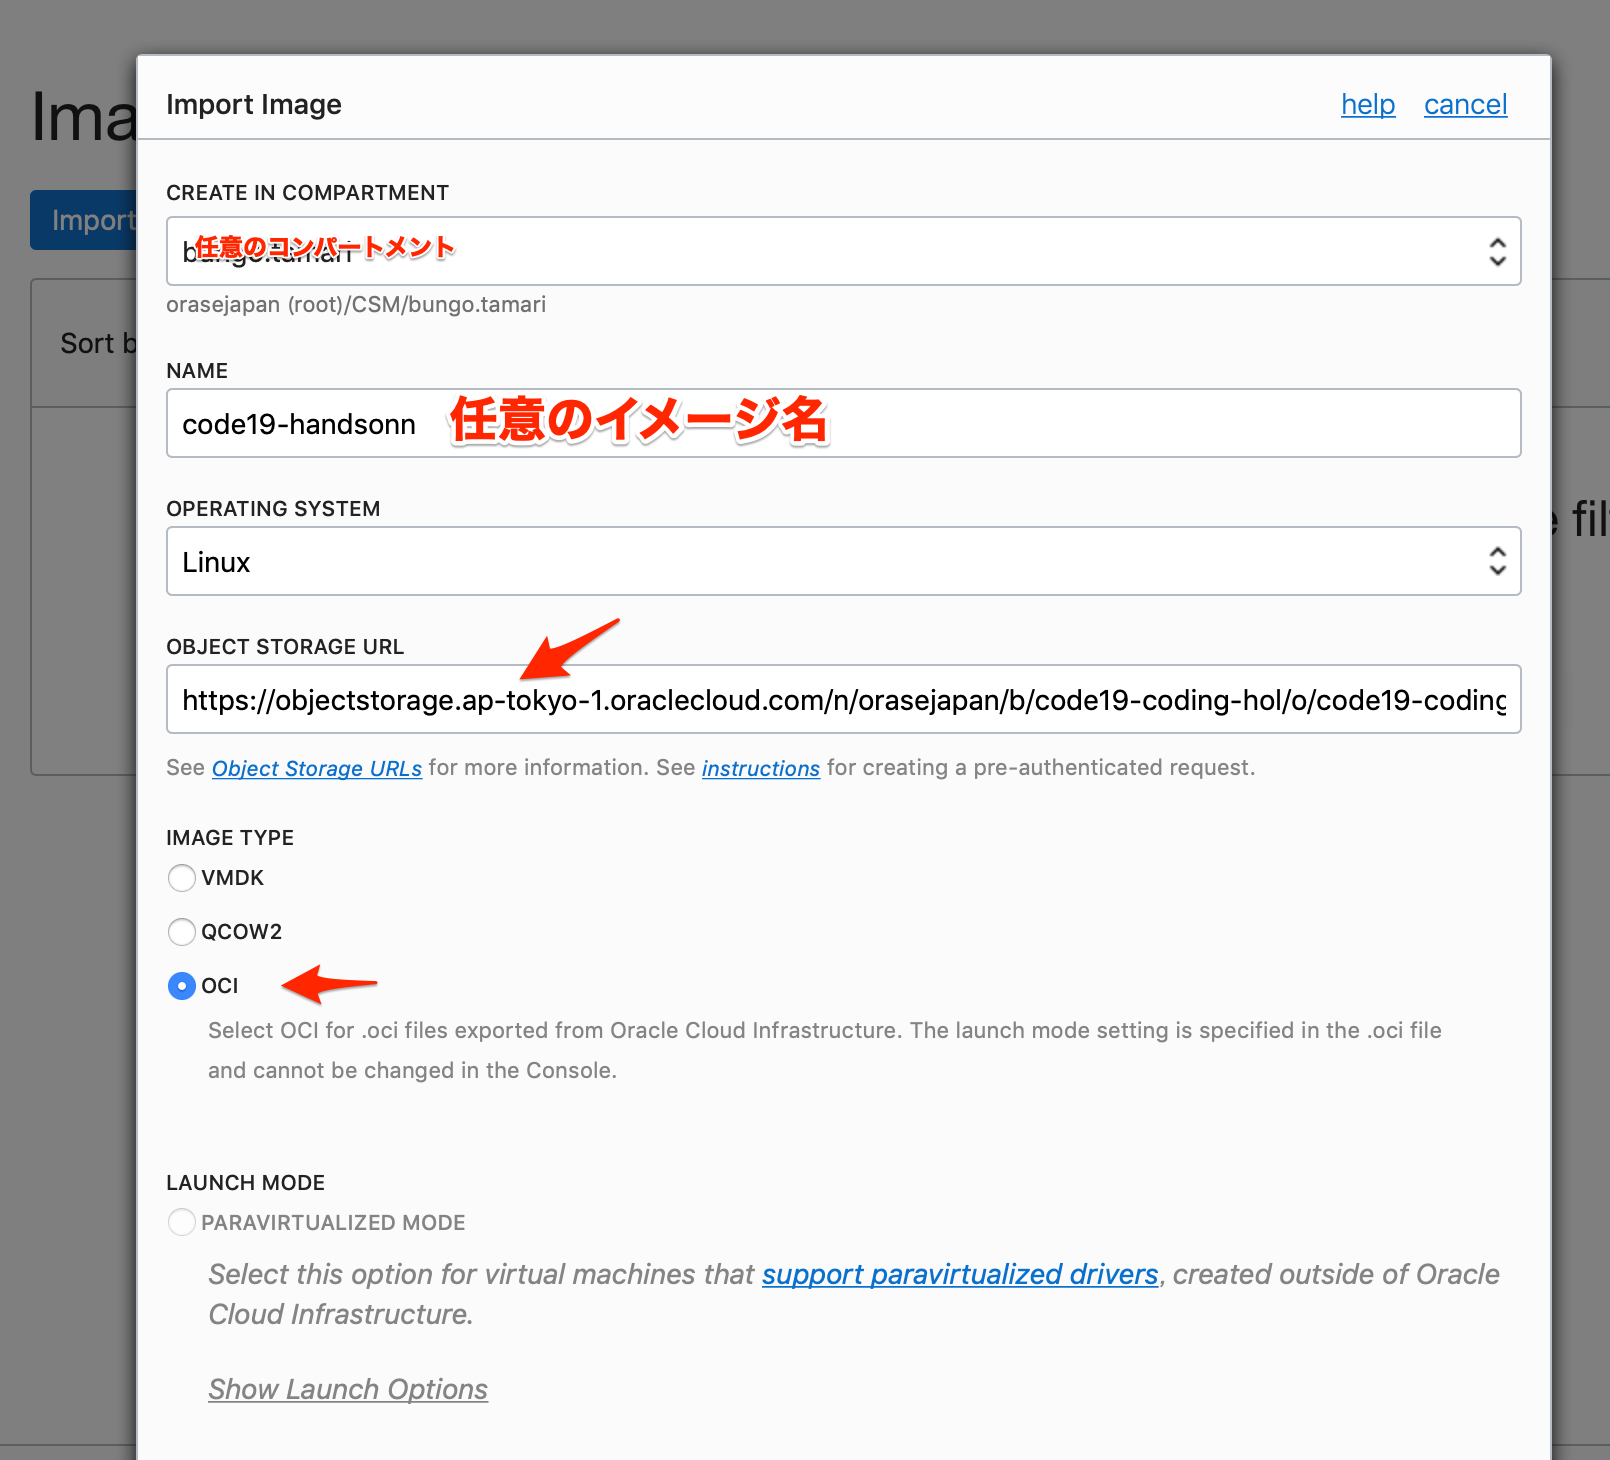 Ima
Import
Sort b
e fil
Import Image
help cancel
CREATE IN COMPARTMENT
bungo.tamari
任意のコンパートメント
orasejapan (root)/CSM/bungo.tamari
NAME
code19-handsonn 任意のイメージ名
OPERATING SYSTEM
Linux
OBJECT STORAGE URL
https://objectstorage.ap-tokyo-1.oraclecloud.com/n/orasejapan/b/code19-coding-hol/o/code19-coding
See Object Storage URLs for more information. See instructions for creating a pre-authenticated request.
IMAGE TYPE
VMDK
QCOW2
OCI
Select OCI for .oci files exported from Oracle Cloud Infrastructure. The launch mode setting is specified in the .oci file
and cannot be changed in the Console.
LAUNCH MODE
PARAVIRTUALIZED MODE
Select this option for virtual machines that support paravirtualized drivers, created outside of Oracle
Cloud Infrastructure.
Show Launch Options